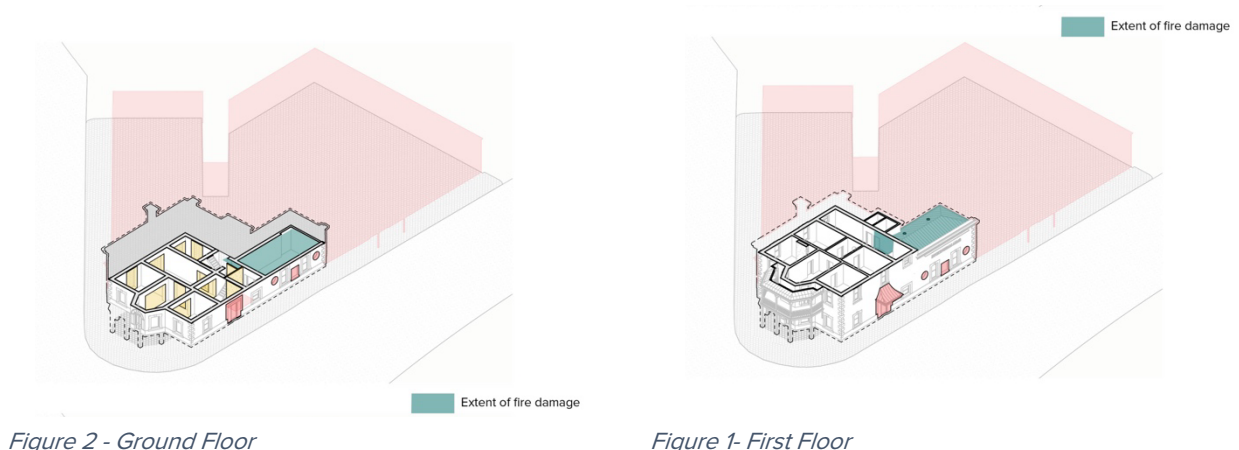 Extent of fire damage
Extent of fire damage
Figure 2 - Ground Floor
Figure 1- First Floor